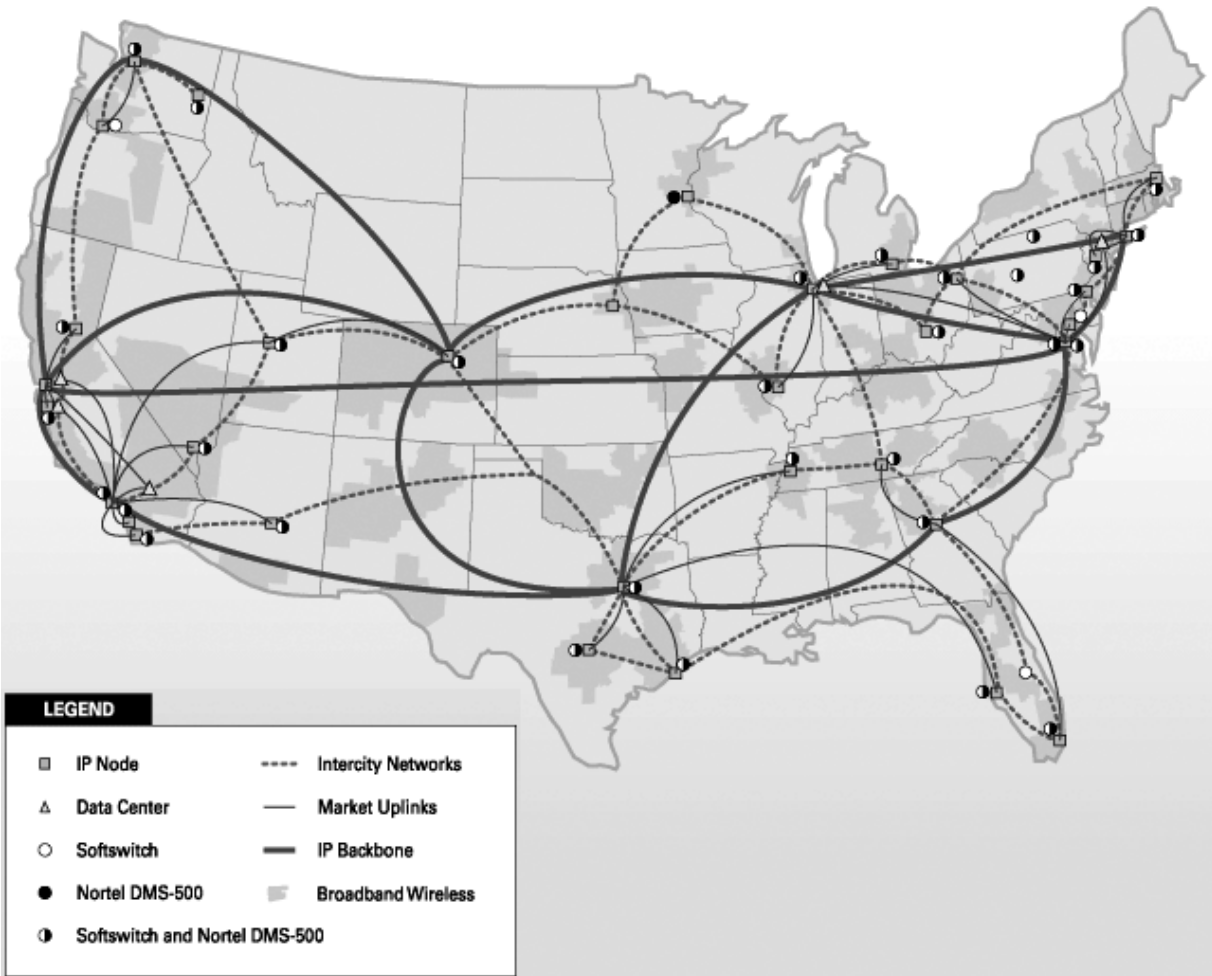 LEGEND
IP Node
Data Center
Softswitch
Nortel DMS-500
Softswitch and Nortel DMS-500
Intercity Networks
Market Uplinks
IP Backbone
Broadband Wireless